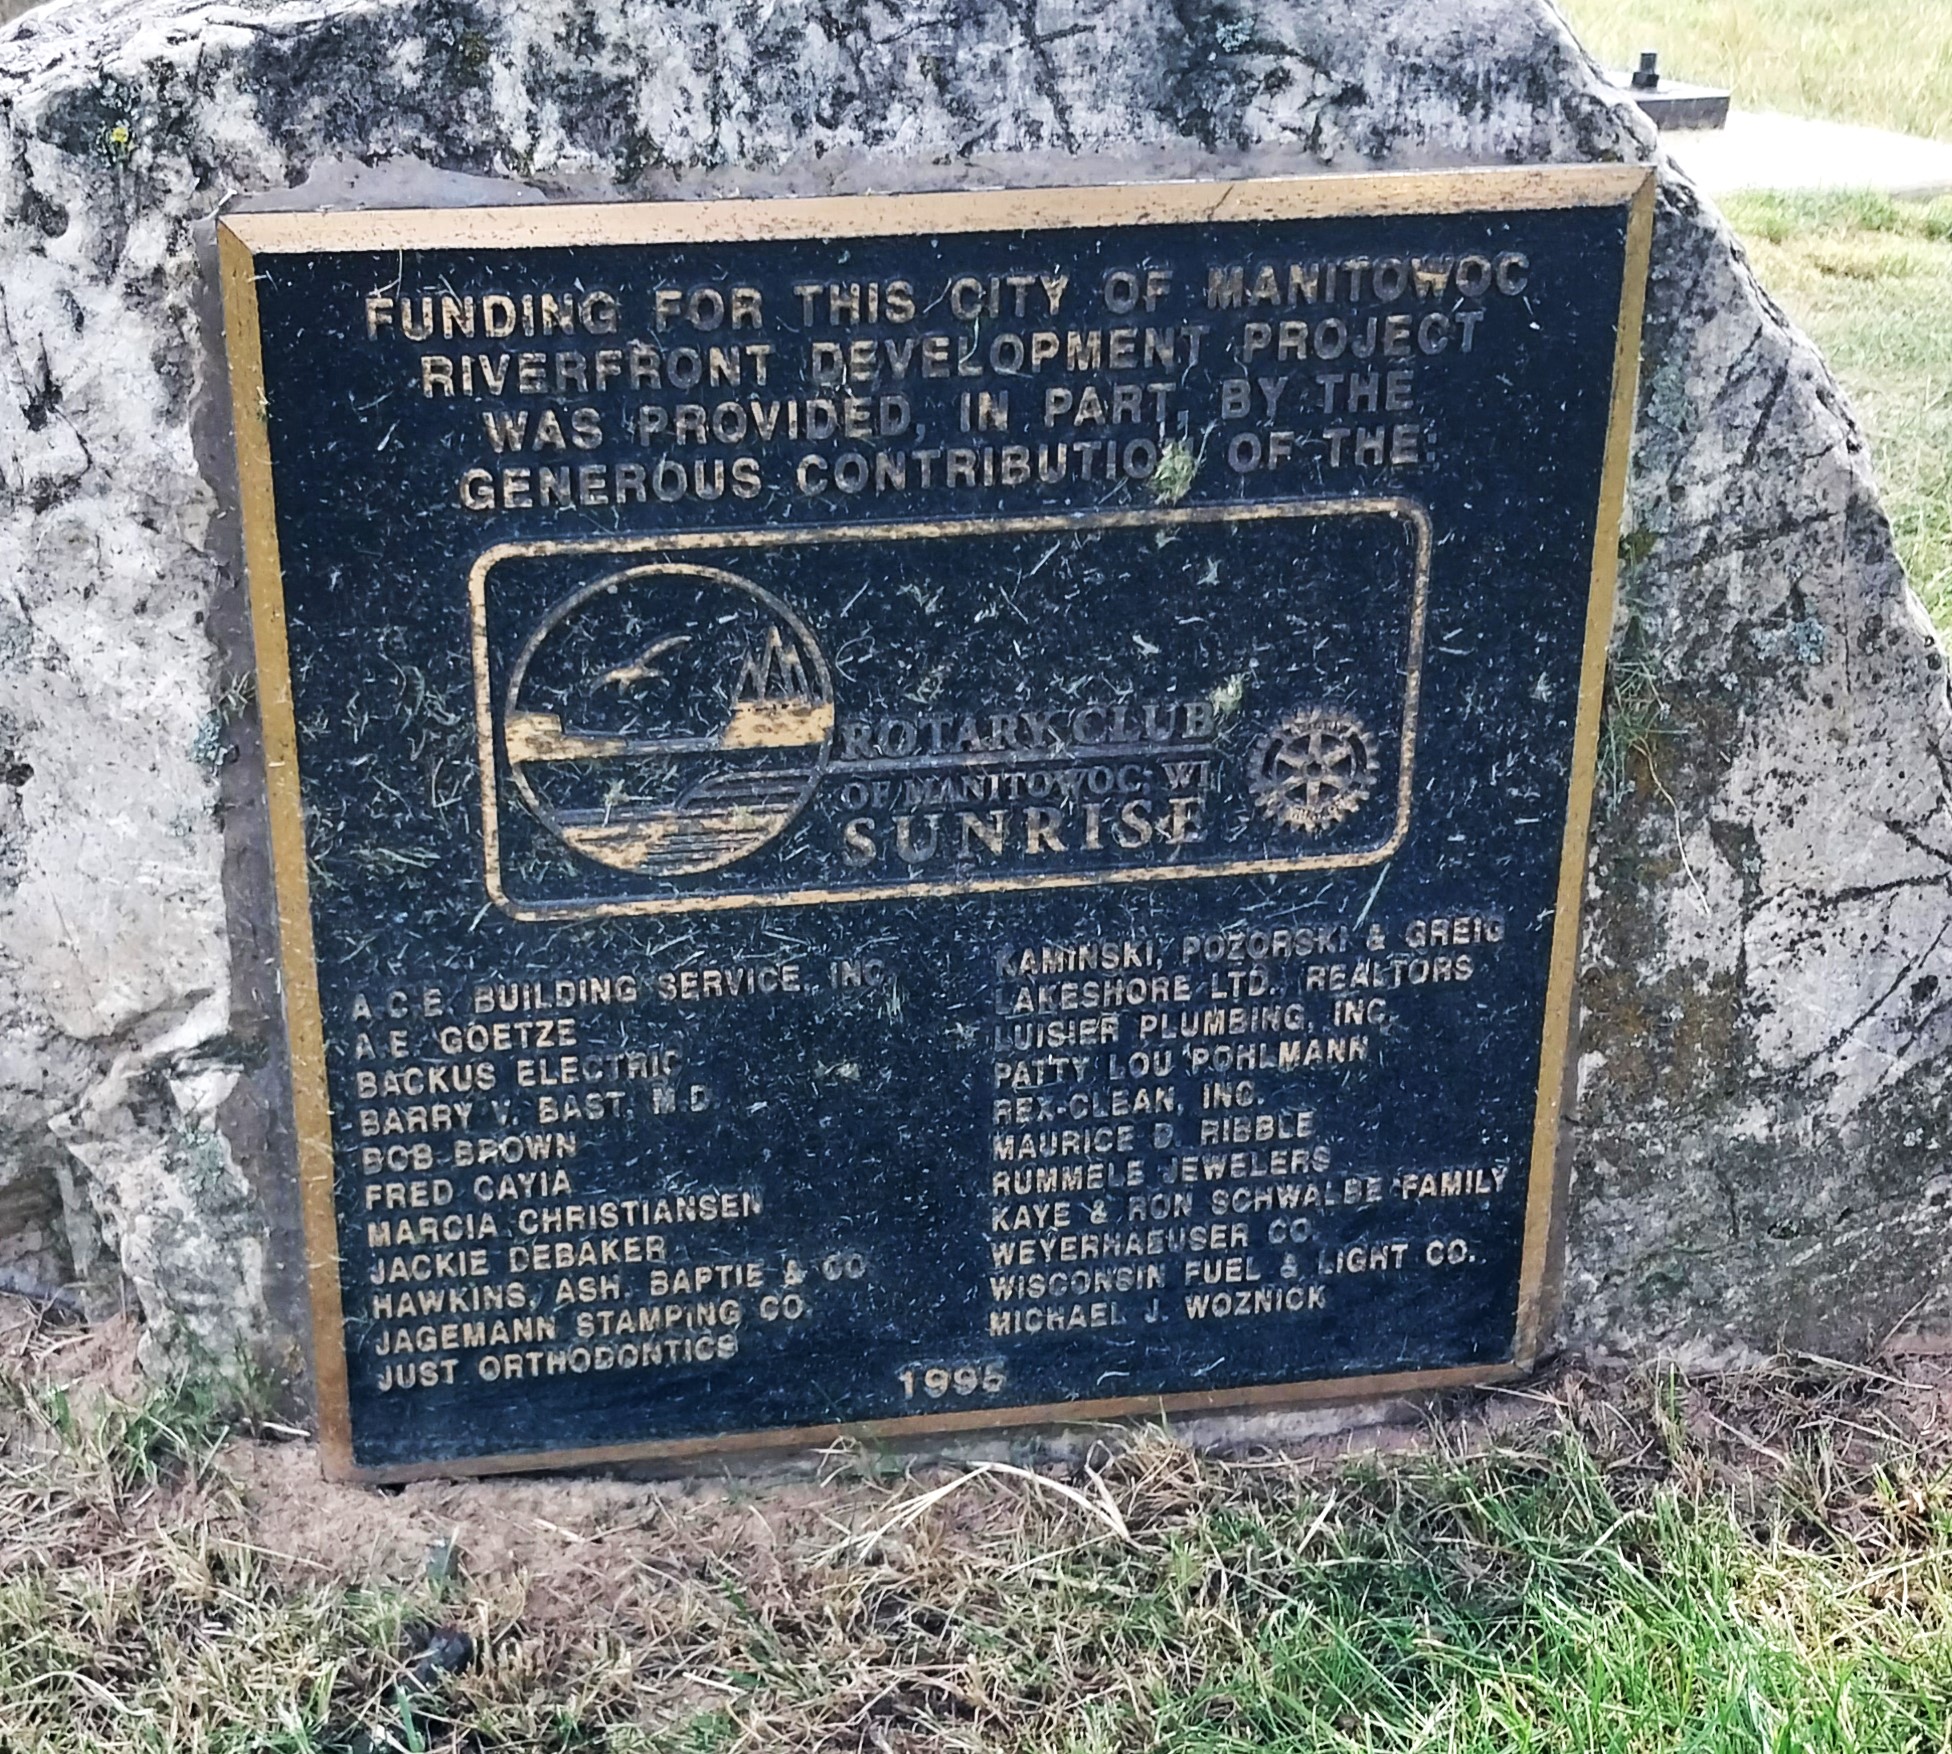 FUNDING FOR THIS CITY OF MANITOWOC
RIVERFRONT DEVELOPMENT PROJECT
WAS PROVIDED, IN PART, BY THE
GENEROUS CONTRIBUTION OF THE:
ROTARY CLUB
OF MANITOWOC, WI
SUNRISE
A.C.E. BUILDING SERVICE, INC.
A.E. GOETZE
BACKUS ELECTRIC
BARRY V. BAST, M.D.
BOB BROWN
FRED CAYIA
MARCIA CHRISTIANSEN
JACKIE DEBAKER
HAWKINS, ASH, BAPTIE & CO.
JAGEMANN STAMPING CO.
JUST ORTHODONTICS
KAMINSKI, POZORSKI & GREIG
LAKESHORE LTD. REALTORS
LUISIER PLUMBING, INC.
PATTY LOU POHLMANN
REX-CLEAN, INC.
MAURICE D. RIBBLE
RUMMELE JEWELERS
KAYE & RON SCHWALBE FAMILY
WEYERHAEUSER CO.
WISCONSIN FUEL & LIGHT CO.
MICHAEL J. WOZNICK
1995